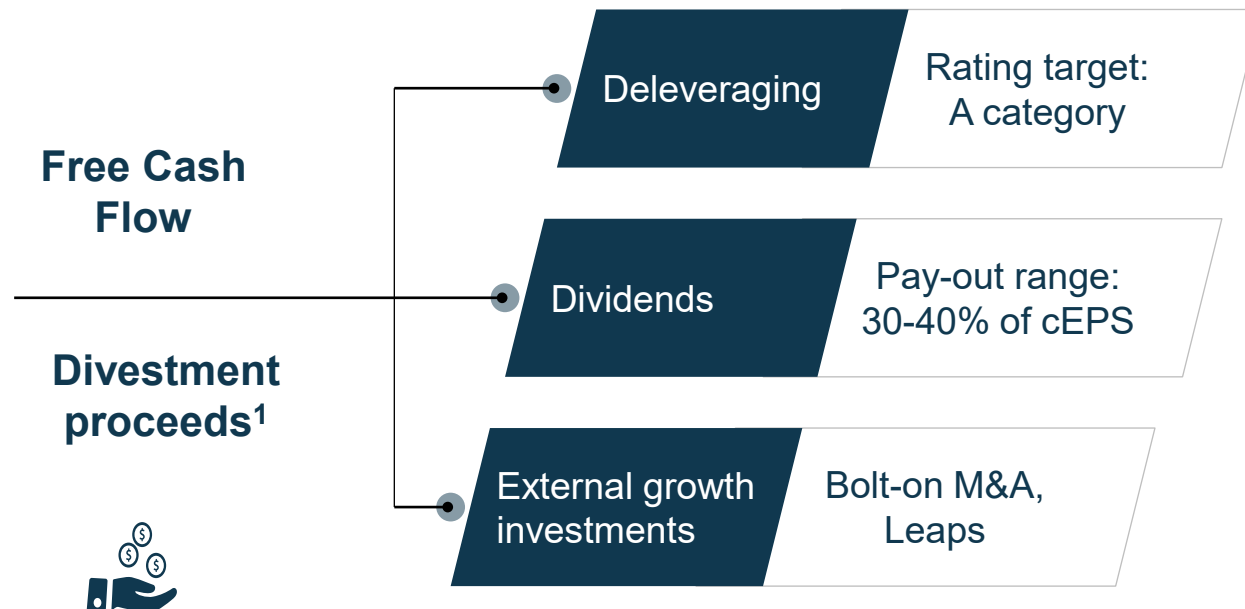 Free Cash
Flow
Divestment
proceeds¹
$
$
$
Deleveraging
Rating target:
A category
Dividends
Pay-out range:
30-40% of cEPS
External growth
investments
Bolt-on M&A,
Leaps